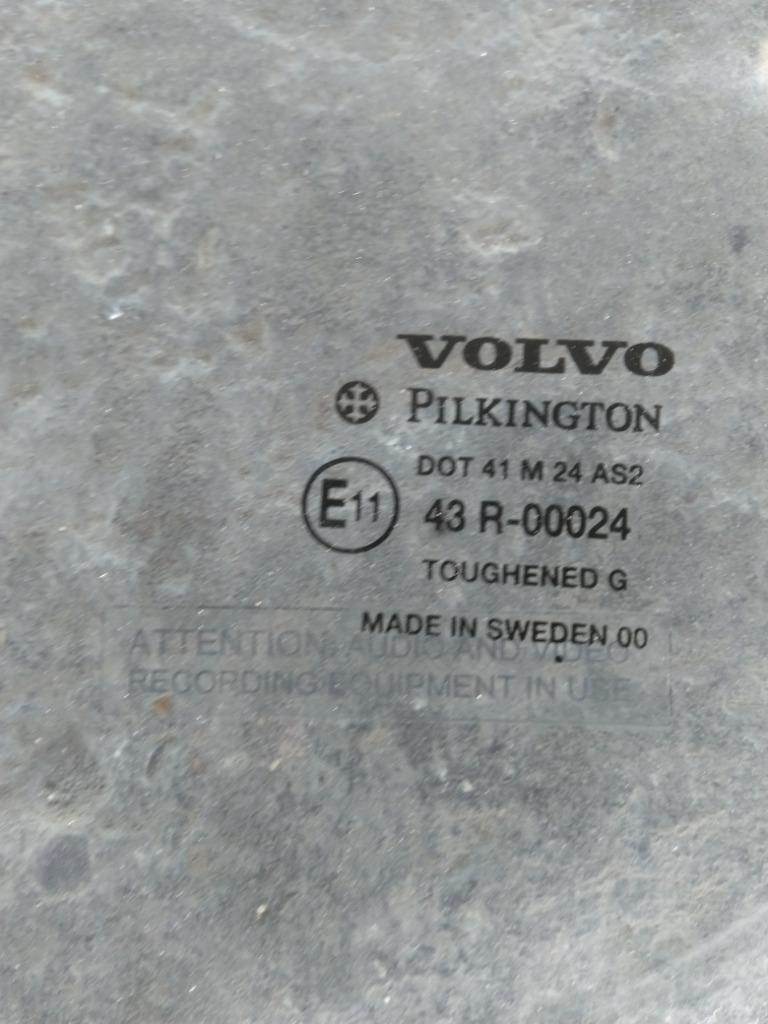 VOLVO
PILKINGTON
DOT 41 M 24 AS2
E11
43 R-00024
TOUGHENED G
MADE IN SWEDEN 00
ATTENTION, AUDIO AND VIDEO
RECORDING EQUIPMENT IN USE